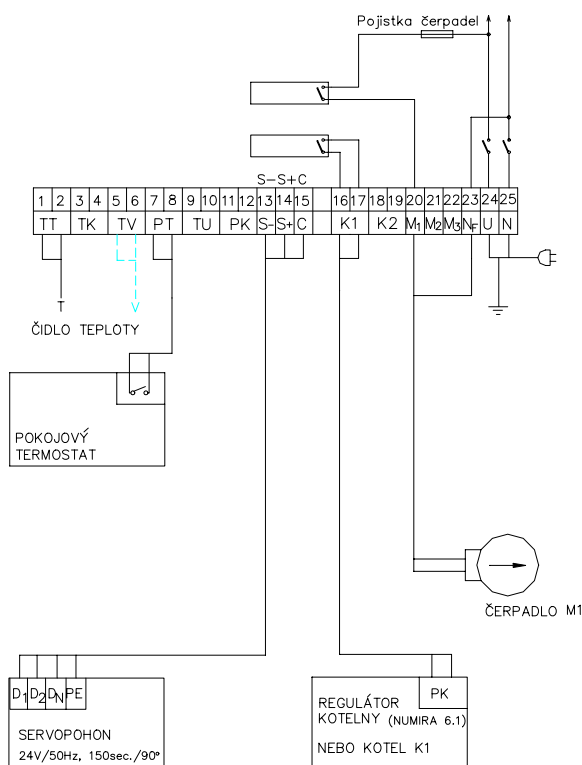 Pojistka čerpadel
S- S+ C
1 2 3 4 5 6 7 8 9 10 11 12 13 14 15 16 17 18 19 20 21 22 23 24 25
TT TK TV PT TU PK S- S+ C K1 K2 M1 M2 M3 NF U N
T V
ČIDLO TEPLOTY
POKOJOVÝ
TERMOSTAT
ČERPADLO M1
D1 D2 DN PE
SERVOPOHON
24V/50Hz, 150sec./90°
PK
REGULÁTOR
KOTELNY (NUMIRA 6.1)
NEBO KOTEL K1